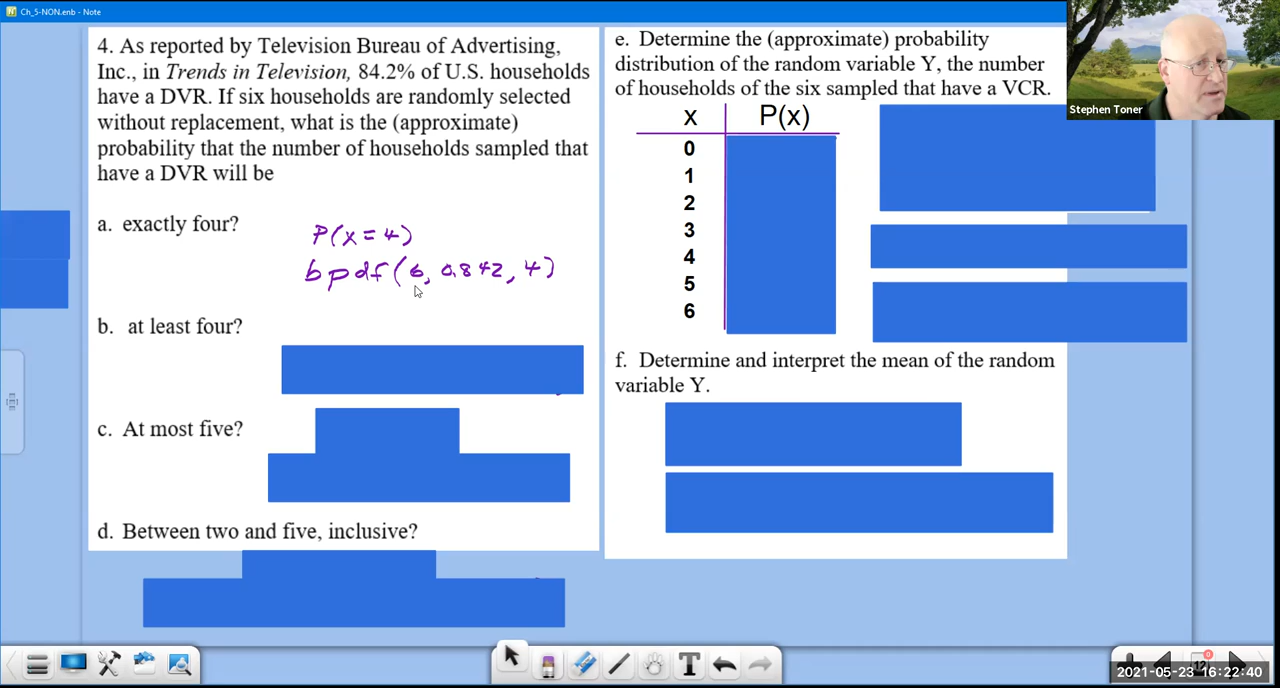 Ch_5-NON.enb - Note
4. As reported by Television Bureau of Advertising,
Inc., in Trends in Television, 84.2% of U.S. households
have a DVR. If six households are randomly selected
without replacement, what is the (approximate)
probability that the number of households sampled that
have a DVR will be
a. exactly four?
P(x = 4)
bpdf(6, 0.842, 4)
b. at least four?
c. At most five?
d. Between two and five, inclusive?
e. Determine the (approximate) probability
distribution of the random variable Y, the number
of households of the six sampled that have a VCR.
x P(x)
0
1
2
3
4
5
6
f. Determine and interpret the mean of the random
variable Y.
Stephen Toner
T
2021-05-23 16:22:40